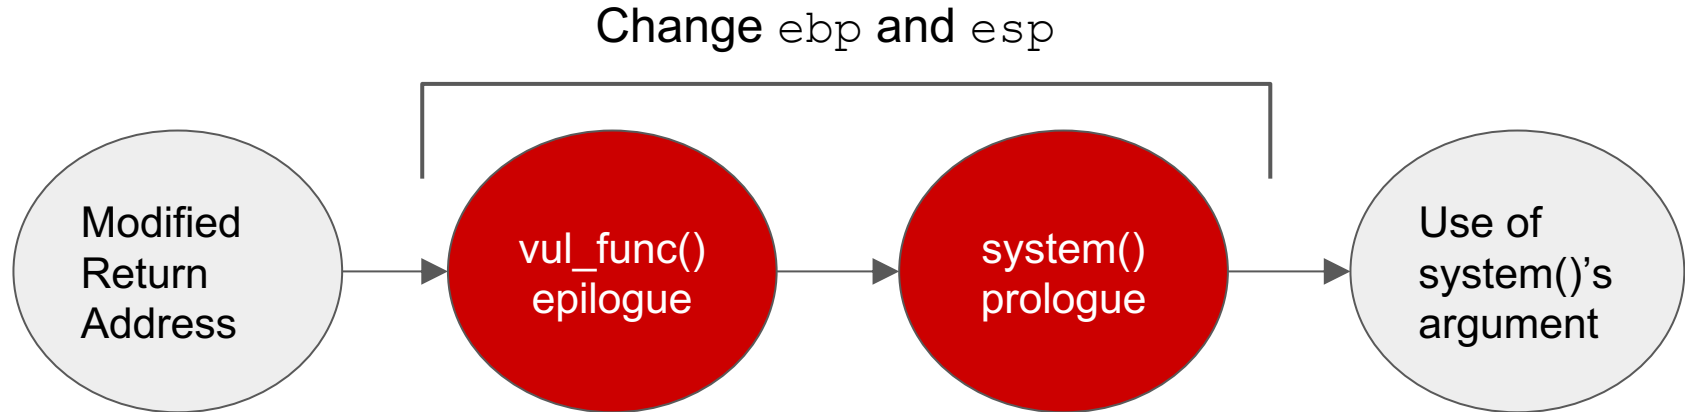 Change ebp and esp
Modified
Return
Address
vul_func()
epilogue
system()
prologue
Use of
system()’s
argument